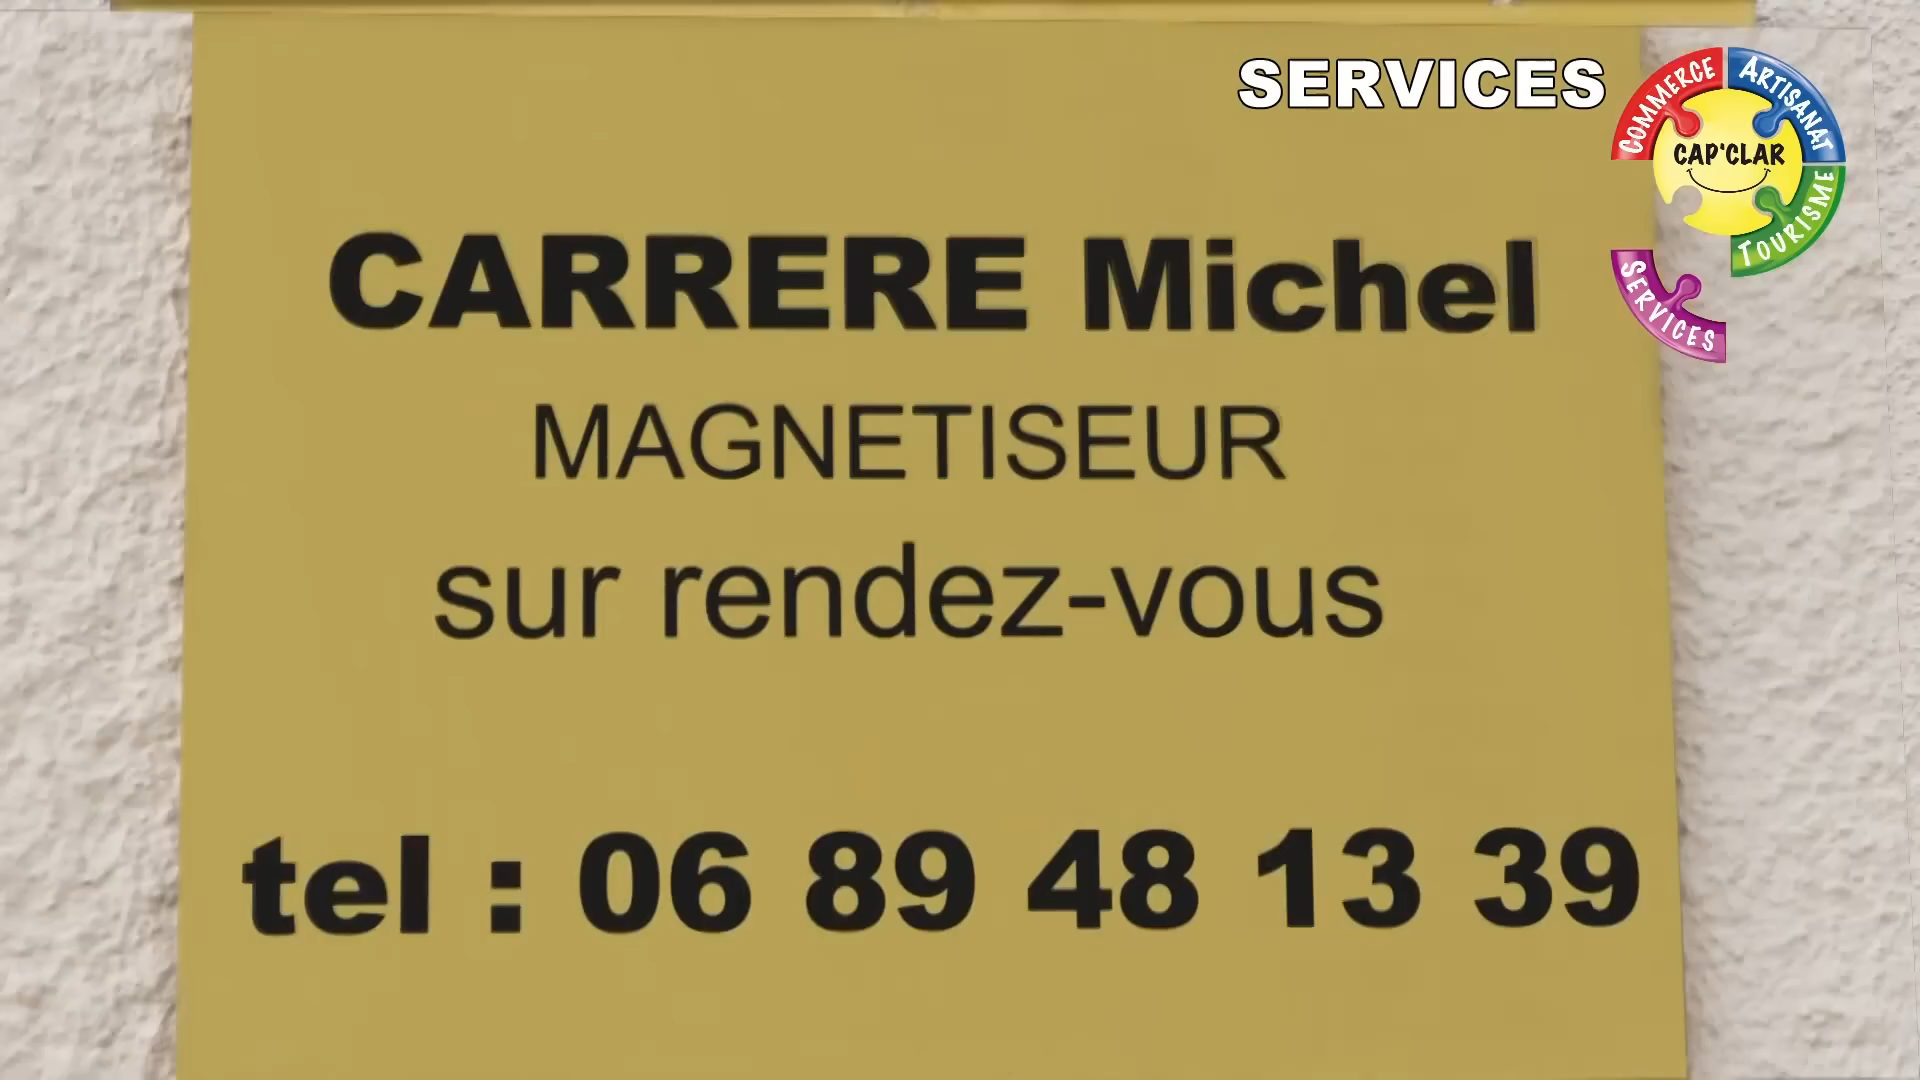 SERVICES
COMMERCE
ARTISANAT
CAP'CLAR
TOURISME
SERVICES
CARRERE Michel
MAGNETISEUR
sur rendez-vous
tel : 06 89 48 13 39